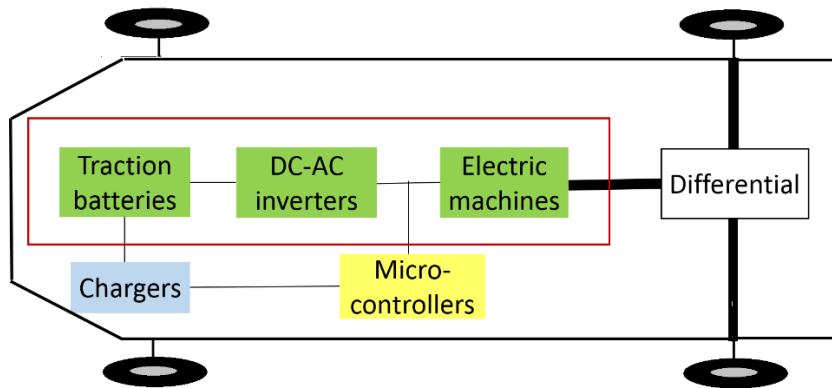 Traction
batteries
DC-AC
inverters
Electric
machines
Differential
Chargers
Micro-
controllers